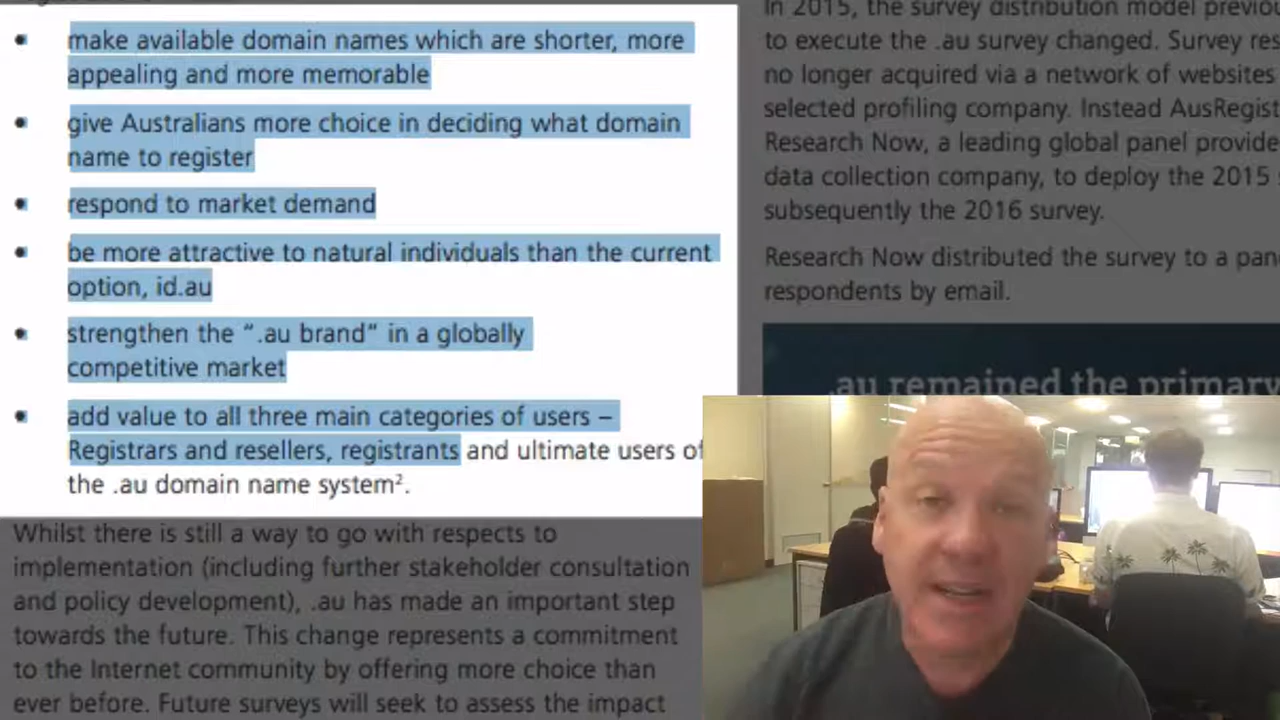 • make available domain names which are shorter, more
appealing and more memorable
• give Australians more choice in deciding what domain
name to register
• respond to market demand
• be more attractive to natural individuals than the current
option, id.au
• strengthen the “.au brand” in a globally
competitive market
• add value to all three main categories of users –
Registrars and resellers, registrants and ultimate users of
the .au domain name system².
Whilst there is still a way to go with respects to
implementation (including further stakeholder consultation
and policy development), .au has made an important step
towards the future. This change represents a commitment
to the Internet community by offering more choice than
ever before. Future surveys will seek to assess the impact
In 2015, the survey distribution model
to execute the .au survey changed. Survey
no longer acquired via a network of websites
selected profiling company. Instead
Research Now, a leading global panel
data collection company, to deploy the 2015
subsequently the 2016 survey.
Research Now distributed the survey to a
respondents by email.
.au remained the primary